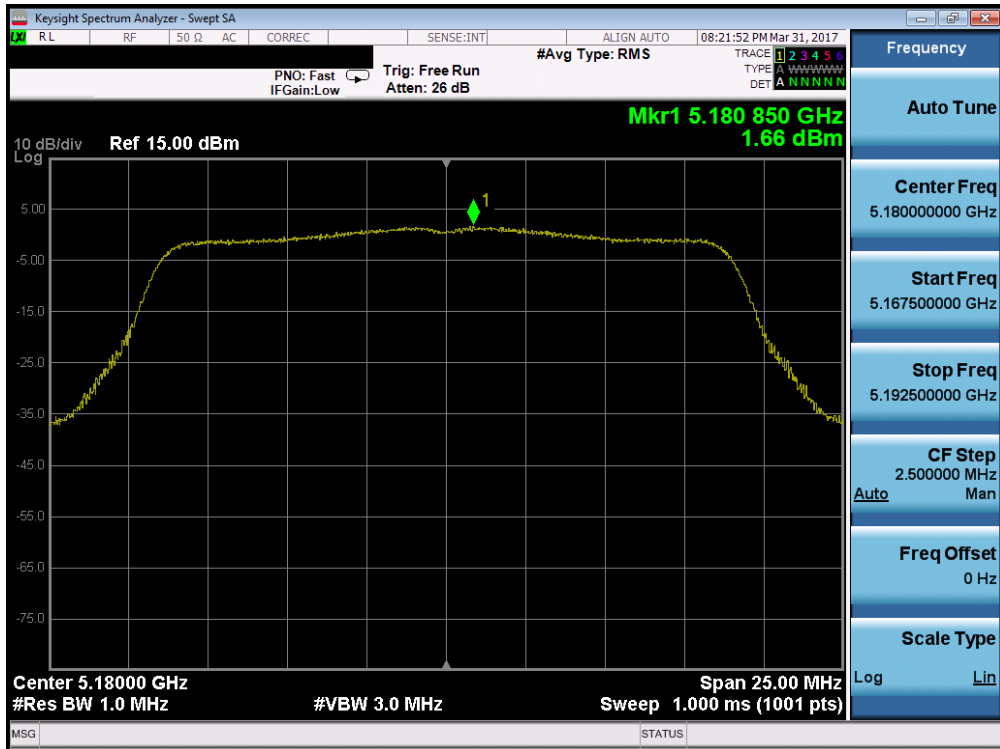 Keysight Spectrum Analyzer - Swept SA
LXI RL RF 50 Ω AC CORREC SENSE:INT ALIGN AUTO 08:21:52 PM Mar 31, 2017
#Avg Type: RMS
TRACE 1 2 3 4 5 6
TYPE A WWWWW
DET A N N N N N
PNO: Fast
IFGain:Low
Trig: Free Run
Atten: 26 dB
Mkr1 5.180 850 GHz
1.66 dBm
10 dB/div
Log
Ref 15.00 dBm
1
5.00
-5.00
-15.0
-25.0
-35.0
-45.0
-55.0
-65.0
-75.0
Center 5.18000 GHz
Span 25.00 MHz
#Res BW 1.0 MHz
#VBW 3.0 MHz
Sweep 1.000 ms (1001 pts)
MSG
STATUS
Frequency
Auto Tune
Center Freq
5.180000000 GHz
Start Freq
5.167500000 GHz
Stop Freq
5.192500000 GHz
CF Step
2.500000 MHz
Auto Man
Freq Offset
0 Hz
Scale Type
Log Lin